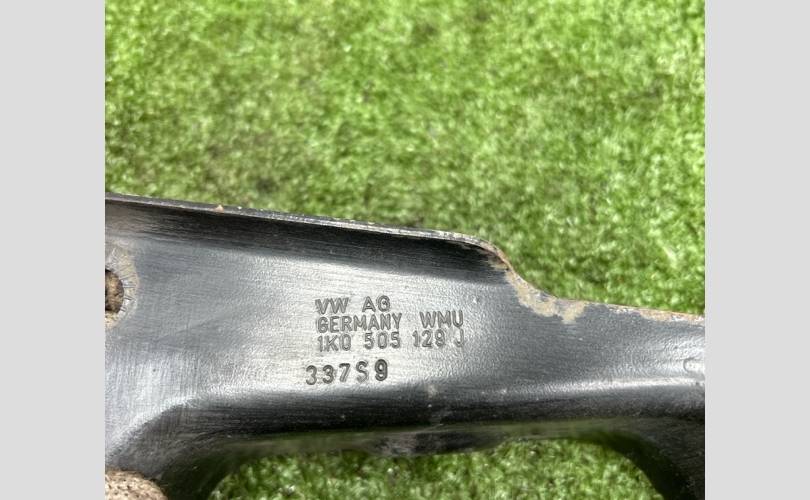 VW AG
GERMANY WMU
1K0 505 129 J
337S9